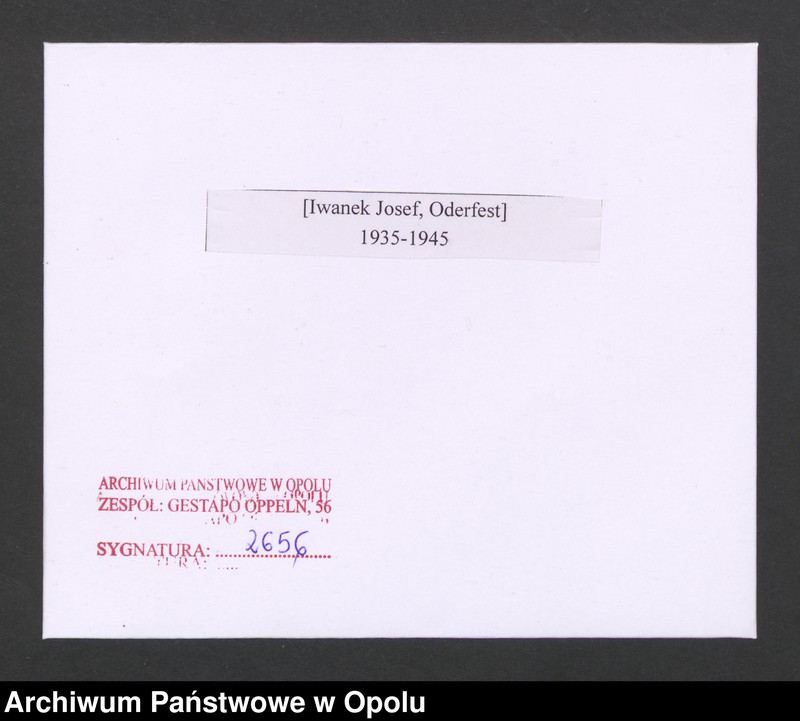 [Iwanek Josef, Oderfest]
1935-1945
ARCHIWUM PAŃSTWOWE W OPOLU
ZESPÓŁ: GESTAPO OPPELN, 56
SYGNATURA: 2656
Archiwum Państwowe w Opolu